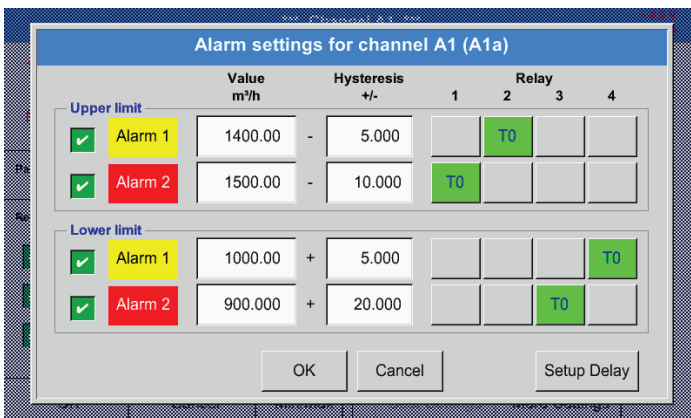 *** Channel A1 ***
Alarm settings for channel A1 (A1a)
Value Hysteresis Relay
m³/h +/- 1 2 3 4
Upper limit
Alarm 1 1400.00 - 5.000 T0
Alarm 2 1500.00 - 10.000 T0
Lower limit
Alarm 1 1000.00 + 5.000 T0
Alarm 2 900.000 + 20.000 T0
OK Cancel Setup Delay